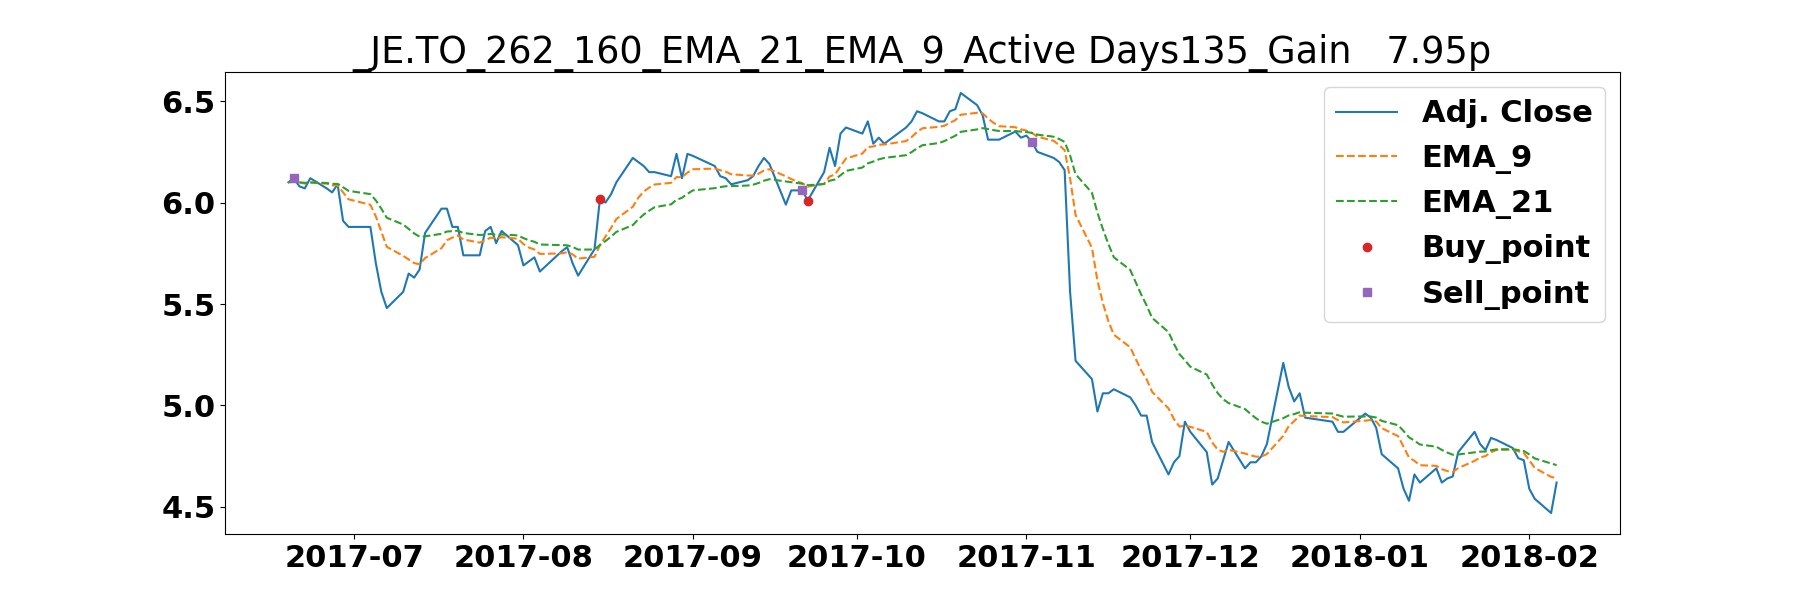 _JE.TO_262_160_EMA_21_EMA_9_Active Days135_Gain   7.95p
6.5
6.0
5.5
5.0
4.5
Adj. Close
EMA_9
EMA_21
Buy_point
Sell_point
2017-07 2017-08 2017-09 2017-10 2017-11 2017-12 2018-01 2018-02